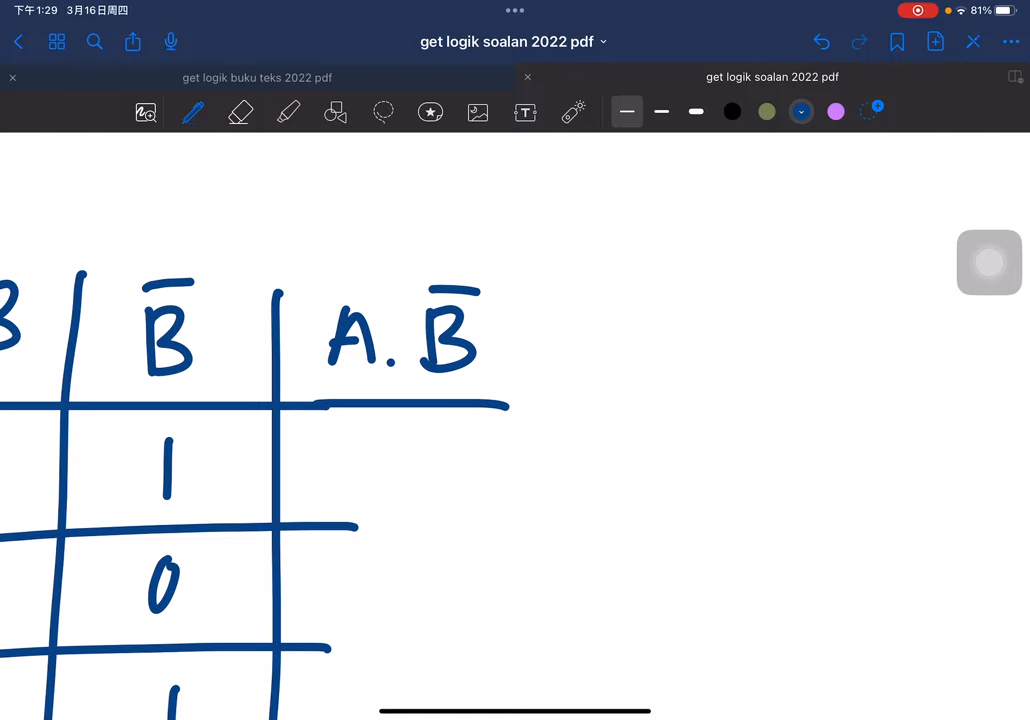 下午1:29 3月16日周四 81%
get logik soalan 2022 pdf
get logik buku teks 2022 pdf get logik soalan 2022 pdf
T
B B̅ A. B̅
1
0
1